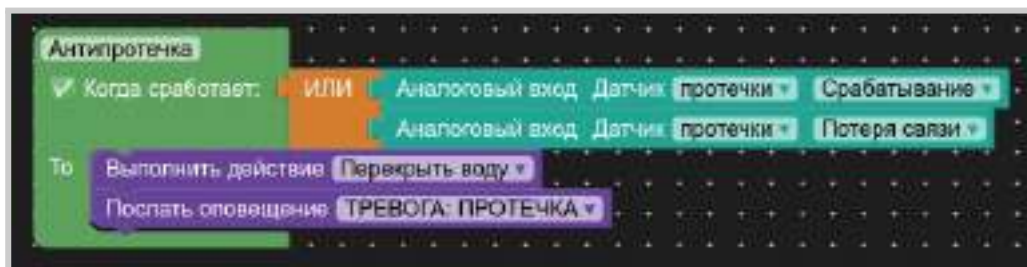 Антипротечка
Когда сработает: ИЛИ Аналоговый вход Датчик протечки Срабатывание
Аналоговый вход Датчик протечки Потеря связи
То Выполнить действие Перекрыть воду
Послать оповещение ТРЕВОГА: ПРОТЕЧКА